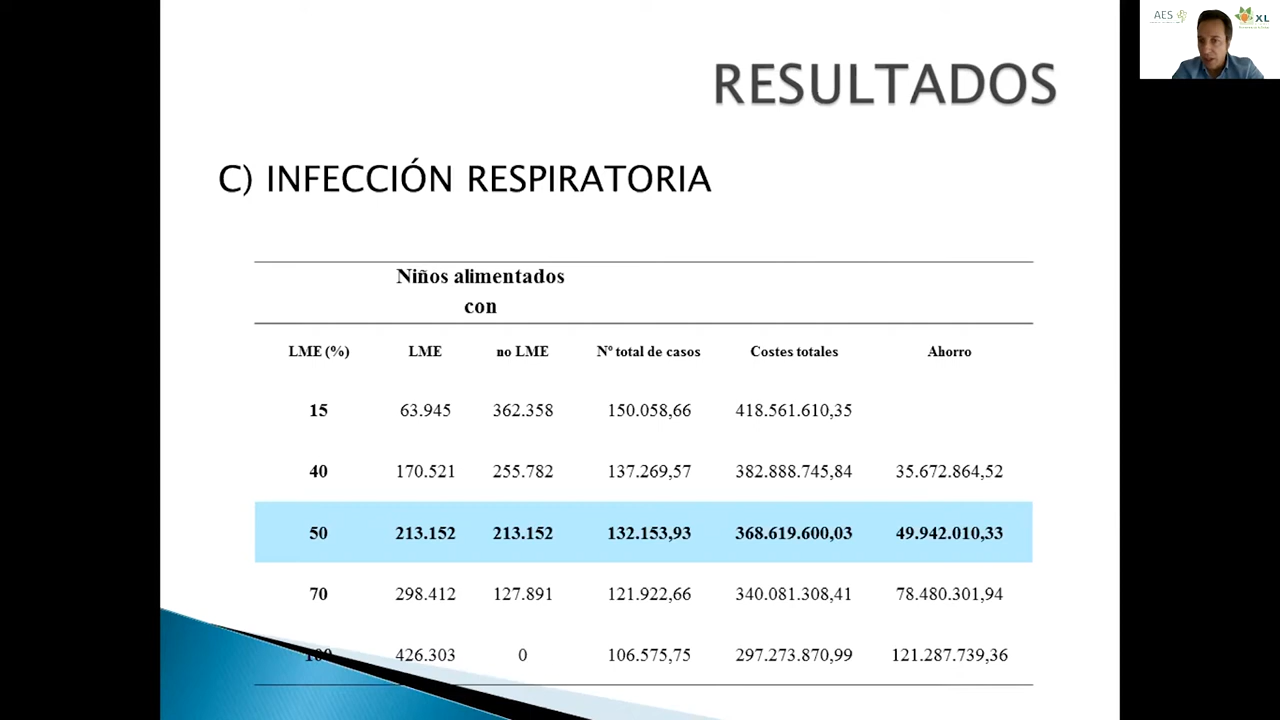 AES
XL
RESULTADOS
C) INFECCIÓN RESPIRATORIA
Niños alimentados
con
LME (%) LME no LME Nº total de casos Costes totales Ahorro
15 63.945 362.358 150.058,66 418.561.610,35
40 170.521 255.782 137.269,57 382.888.745,84 35.672.864,52
50 213.152 213.152 132.153,93 368.619.600,03 49.942.010,33
70 298.412 127.891 121.922,66 340.081.308,41 78.480.301,94
100 426.303 0 106.575,75 297.273.870,99 121.287.739,36